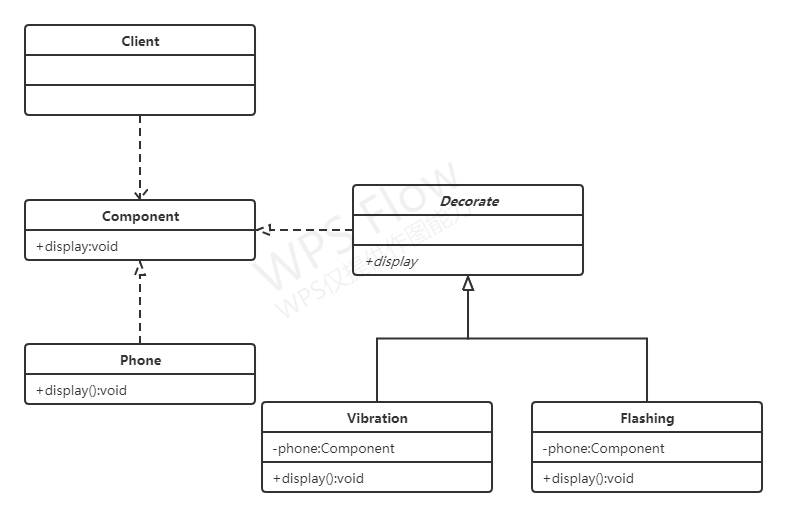 Client
Component
+display:void
Decorate
+display
Phone
+display():void
Vibration
-phone:Component
+display():void
Flashing
-phone:Component
+display():void
WPS Flow